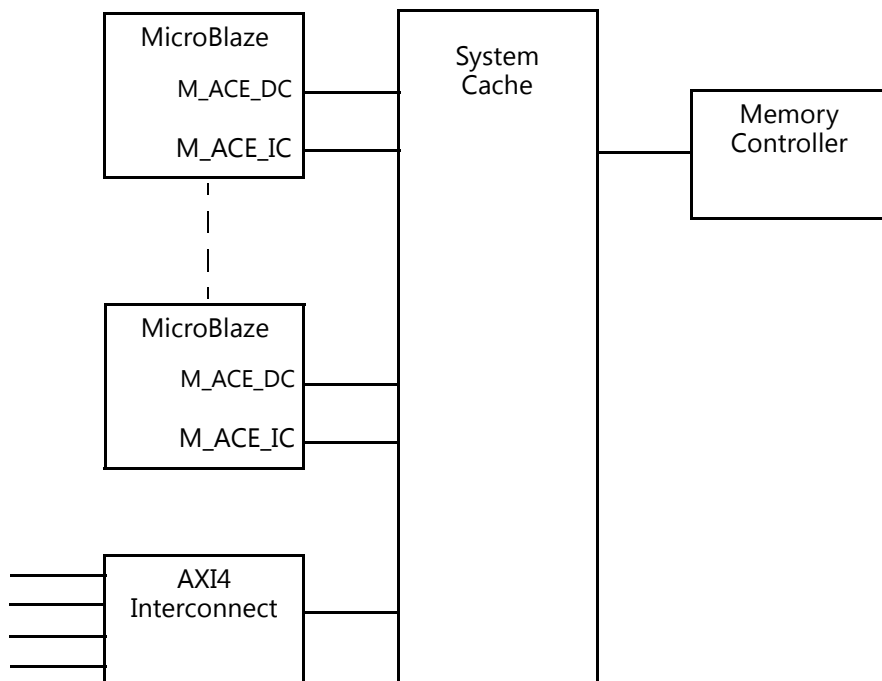 MicroBlaze
M_ACE_DC
M_ACE_IC
System
Cache
Memory
Controller
MicroBlaze
M_ACE_DC
M_ACE_IC
AXI4
Interconnect